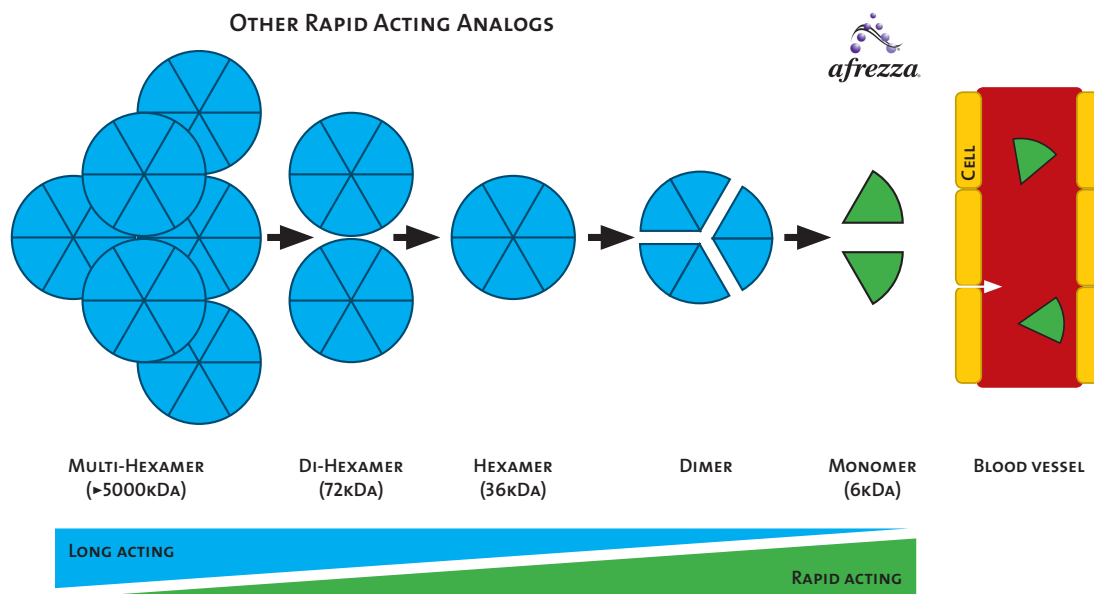 Other Rapid Acting Analogs
afrezza.
Cell
Multi-Hexamer
(►5000kDa)
Di-Hexamer
(72kDa)
Hexamer
(36kDa)
Dimer
Monomer
(6kDa)
Blood vessel
Long acting
Rapid acting